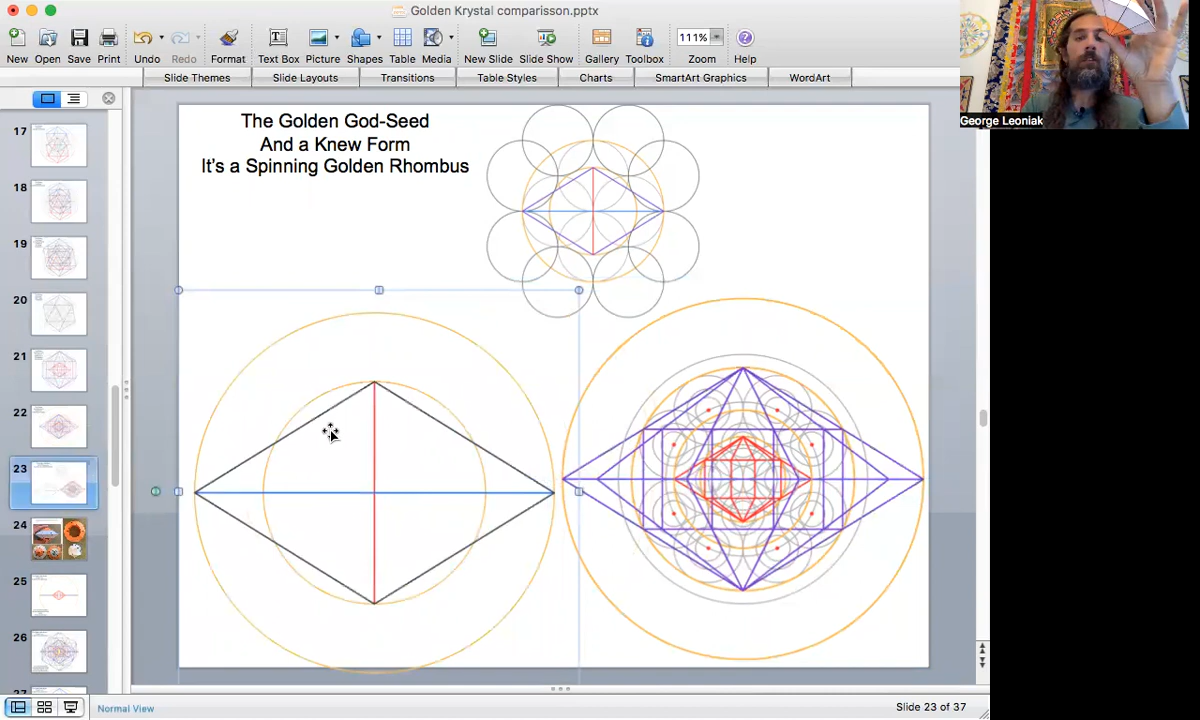 Golden Krystal comparisson.pptx
New Open Save Print Undo Redo Format Text Box Picture Shapes Table Media New Slide Slide Show Gallery Toolbox Zoom Help
111%
Slide Themes Slide Layouts Transitions Table Styles Charts SmartArt Graphics WordArt
George Leoniak
The Golden God-Seed
And a Knew Form
It's a Spinning Golden Rhombus
17
18
19
20
21
22
23
24
25
26
27
Normal View
Slide 23 of 37